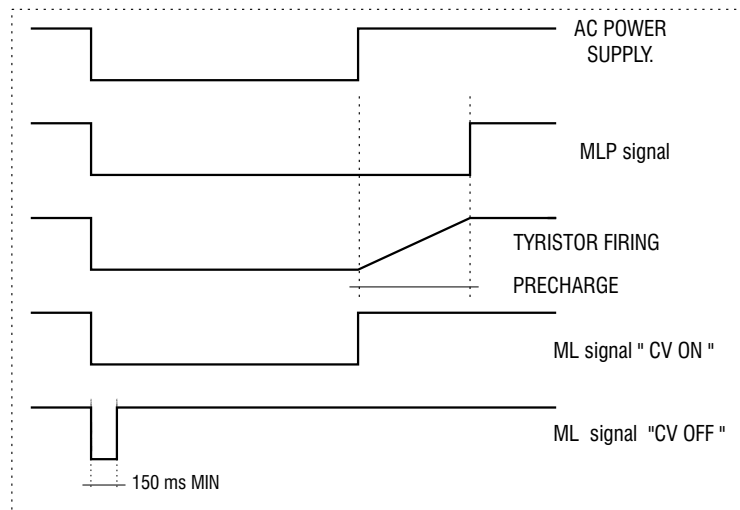 AC POWER
SUPPLY.
MLP signal
TYRISTOR FIRING
PRECHARGE
ML signal " CV ON "
ML signal "CV OFF "
150 ms MIN